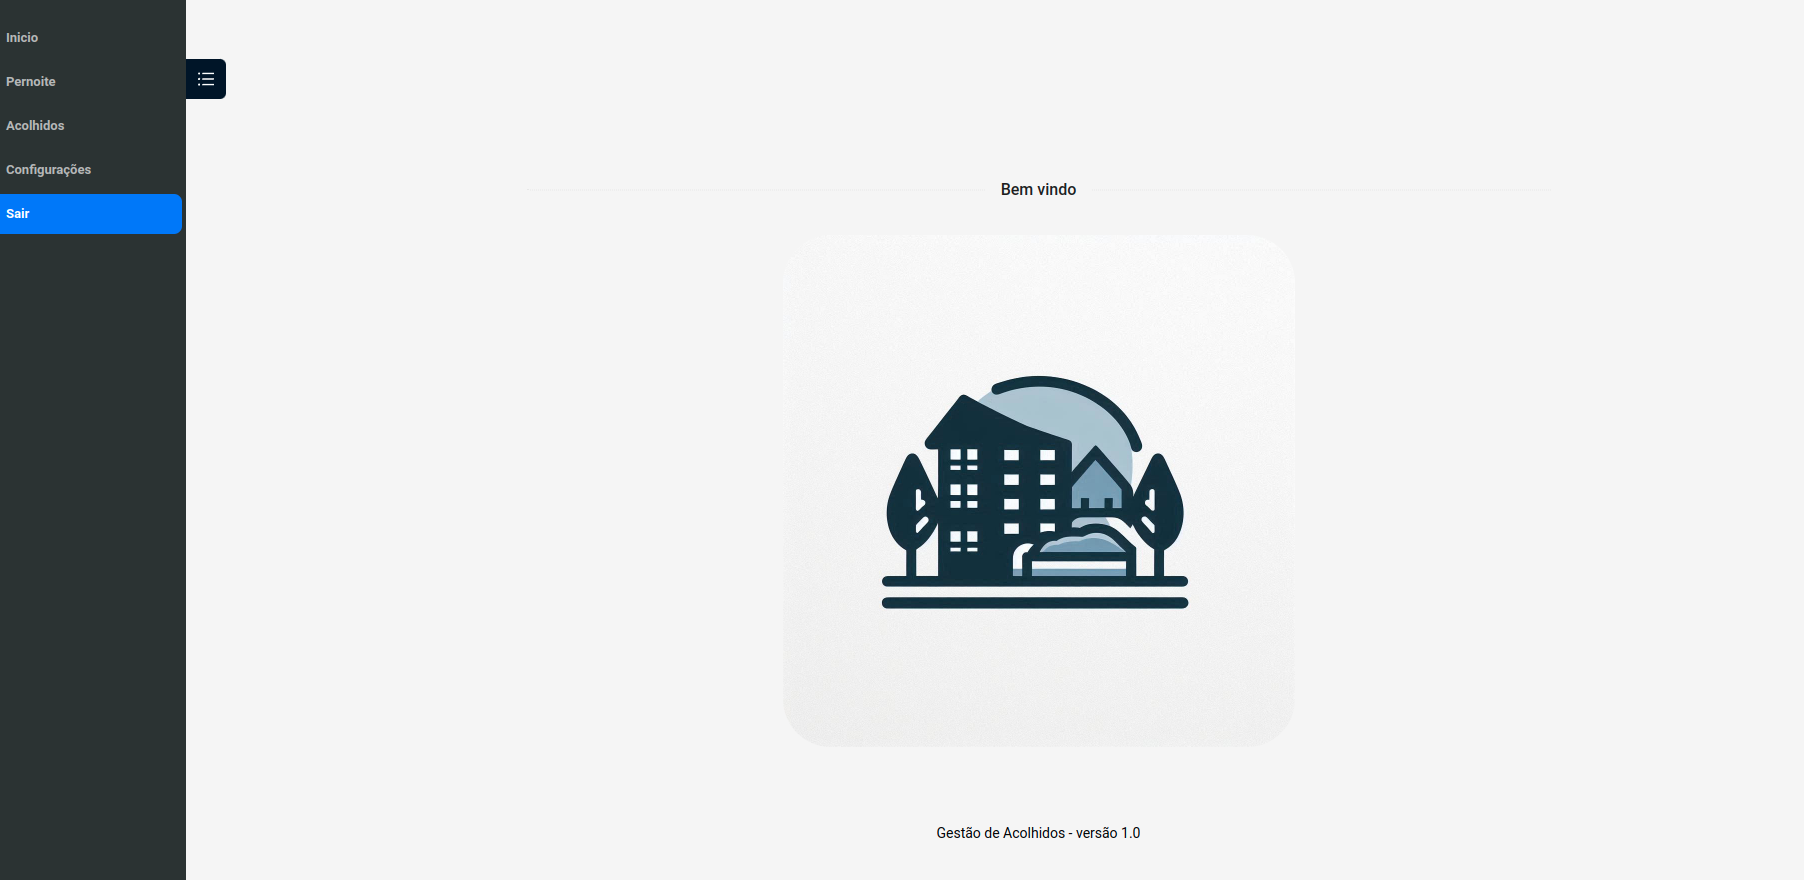 Inicio
Pernoite
Acolhidos
Configurações
Sair
Bem vindo
Gestão de Acolhidos - versão 1.0